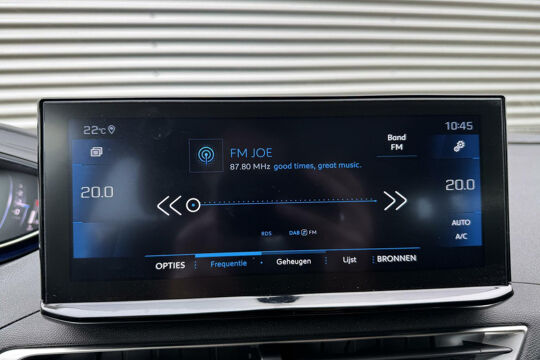 22°C
10:45
Band
FM
FM JOE
87.80 MHz good times, great music.
20.0
20.0
RDS DAB FM
AUTO
A/C
OPTIES Frequentie Geheugen Lijst BRONNEN